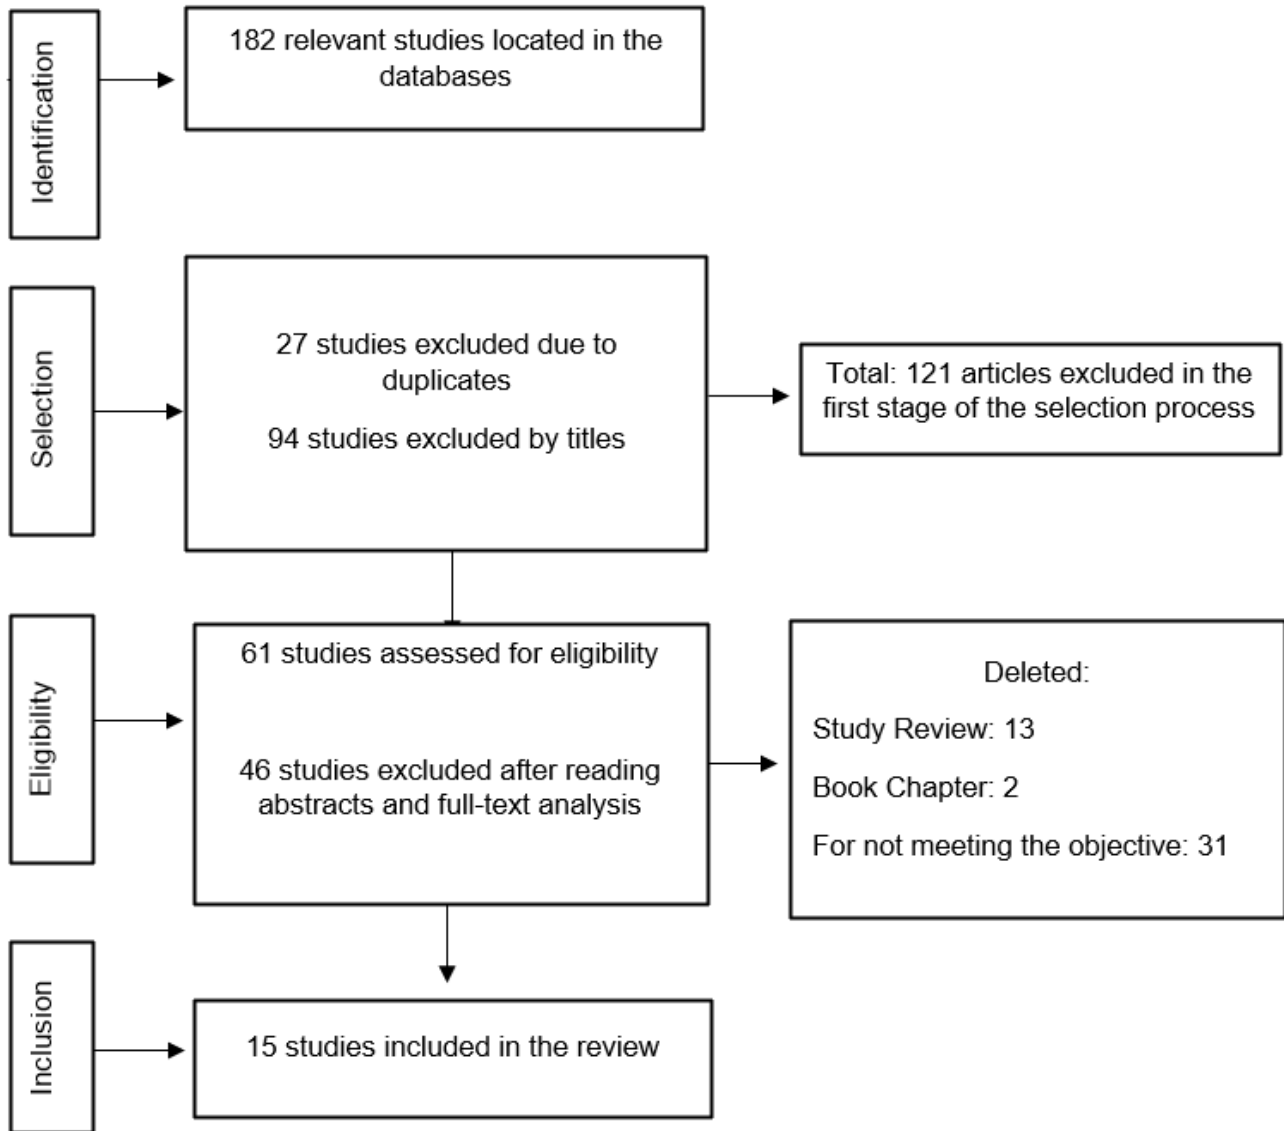 Identification
182 relevant studies located in the
databases
Selection
27 studies excluded due to
duplicates
94 studies excluded by titles
Total: 121 articles excluded in the
first stage of the selection process
Eligibility
61 studies assessed for eligibility
46 studies excluded after reading
abstracts and full-text analysis
Deleted:
Study Review: 13
Book Chapter: 2
For not meeting the objective: 31
Inclusion
15 studies included in the review